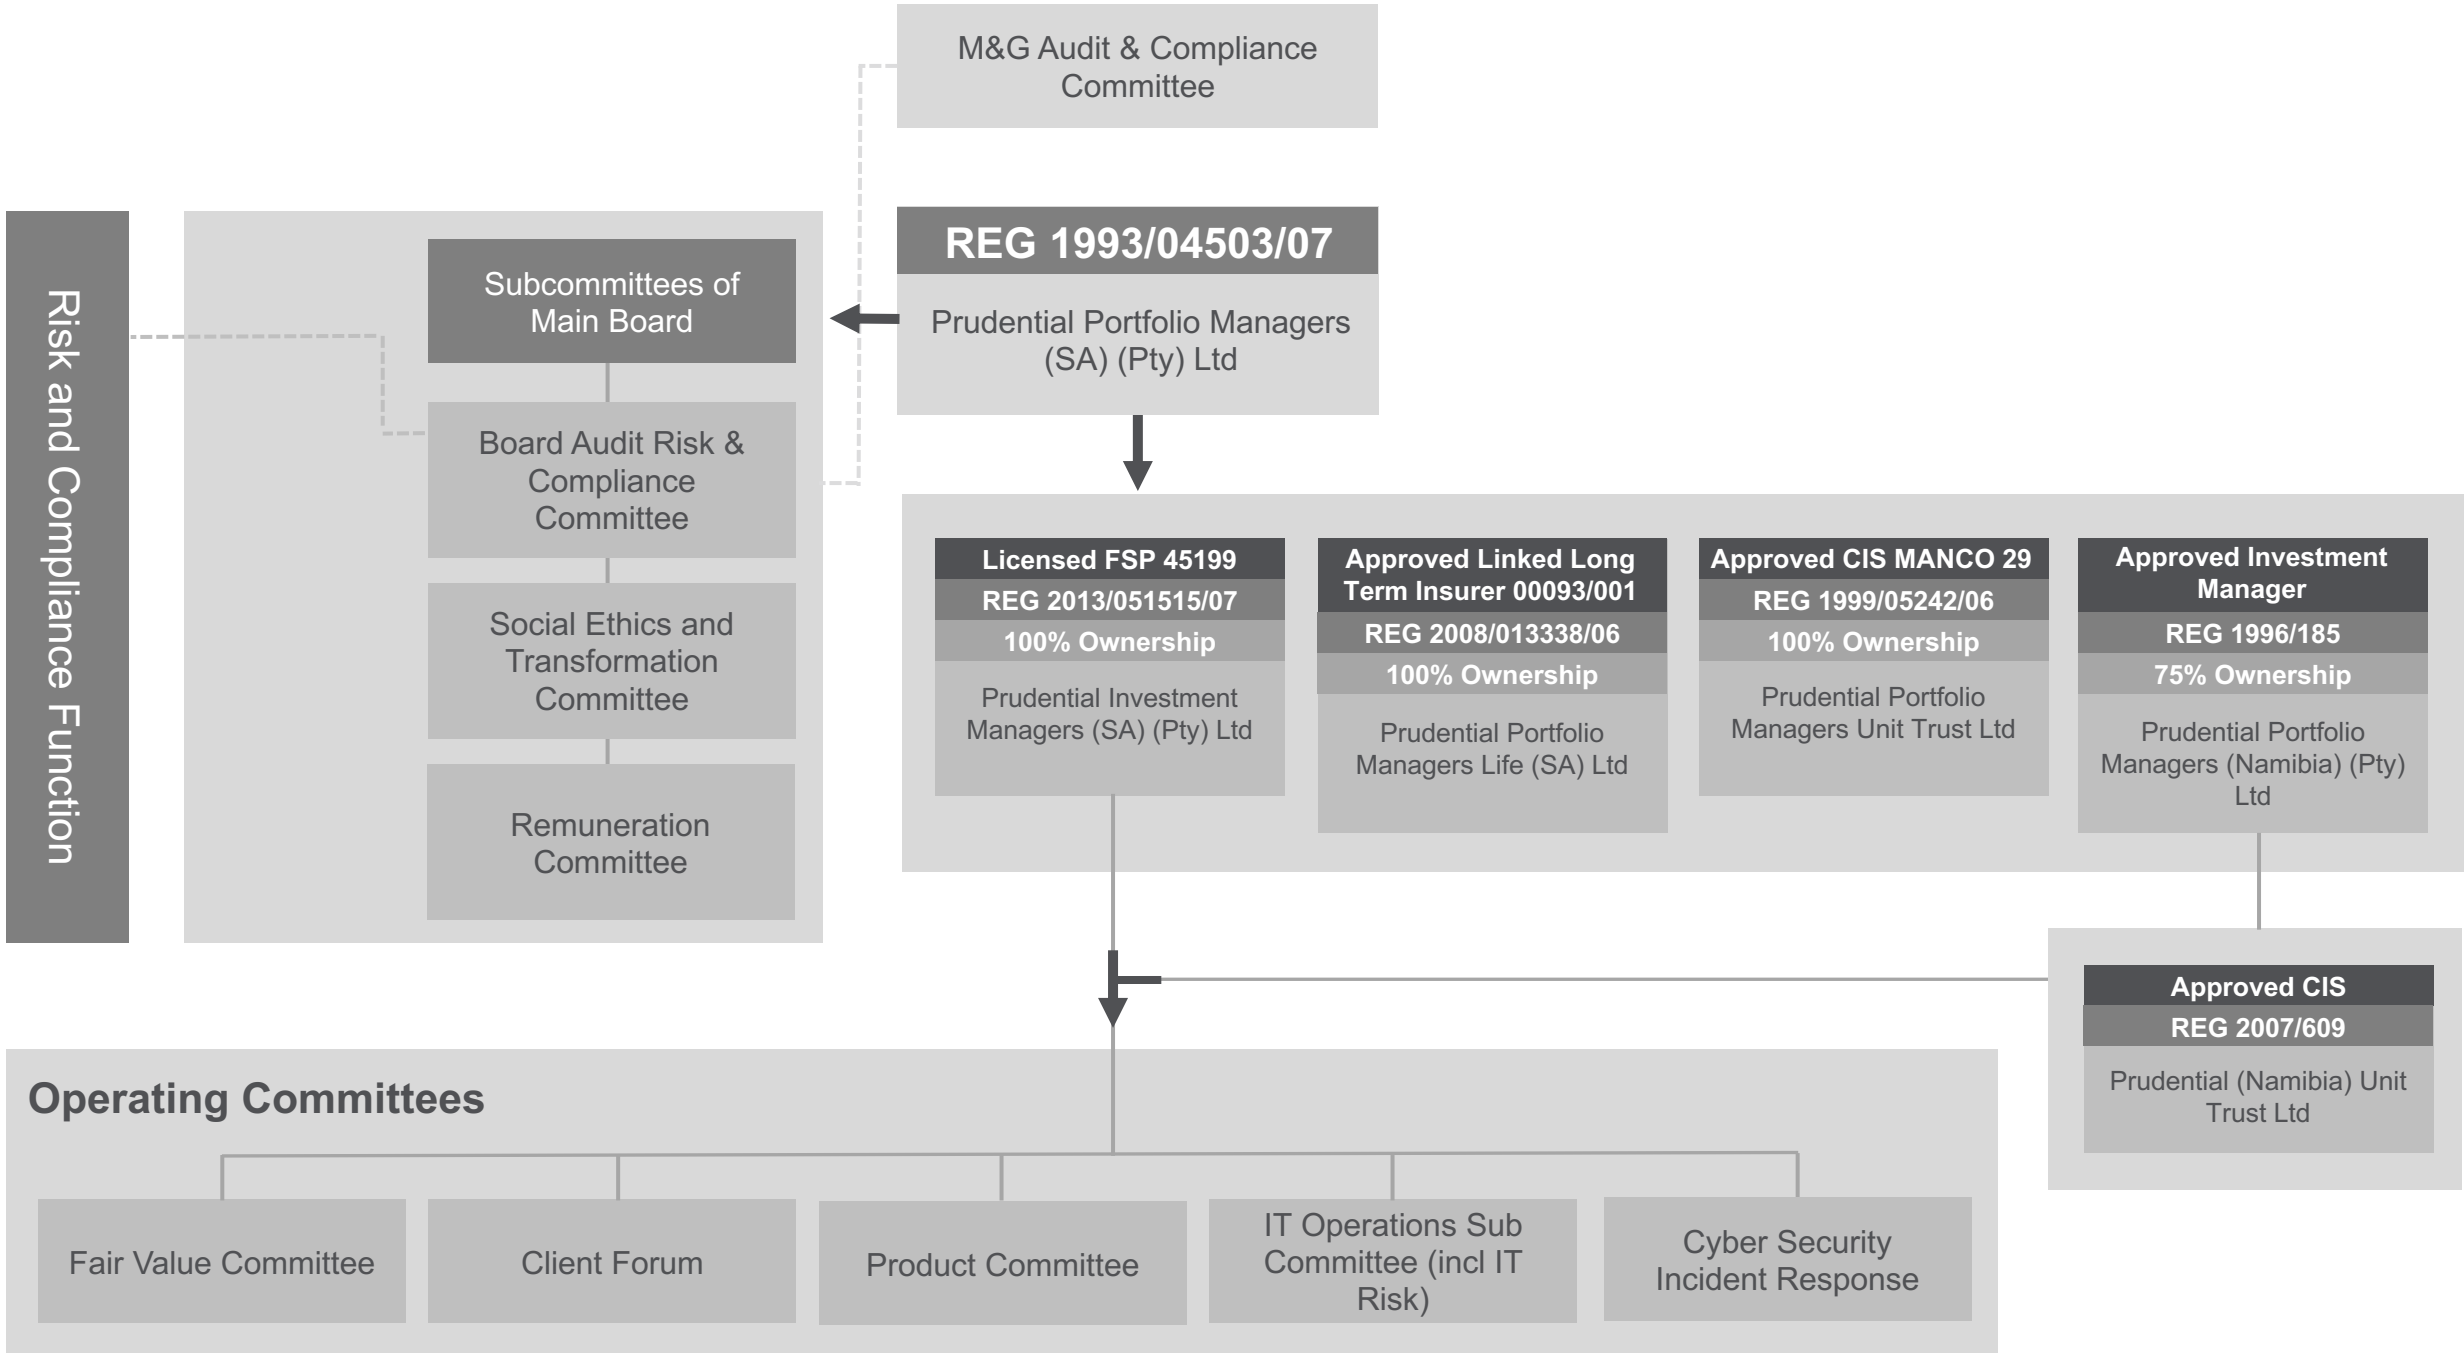 M&G Audit & Compliance
Committee
REG 1993/04503/07
Prudential Portfolio Managers
(SA) (Pty) Ltd
Risk and Compliance Function
Subcommittees of
Main Board
Board Audit Risk &
Compliance
Committee
Social Ethics and
Transformation
Committee
Remuneration
Committee
Licensed FSP 45199
REG 2013/051515/07
100% Ownership
Prudential Investment
Managers (SA) (Pty) Ltd
Approved Linked Long
Term Insurer 00093/001
REG 2008/013338/06
100% Ownership
Prudential Portfolio
Managers Life (SA) Ltd
Approved CIS MANCO 29
REG 1999/05242/06
100% Ownership
Prudential Portfolio
Managers Unit Trust Ltd
Approved Investment
Manager
REG 1996/185
75% Ownership
Prudential Portfolio
Managers (Namibia) (Pty)
Ltd
Approved CIS
REG 2007/609
Prudential (Namibia) Unit
Trust Ltd
Operating Committees
Fair Value Committee
Client Forum
Product Committee
IT Operations Sub
Committee (incl IT
Risk)
Cyber Security
Incident Response